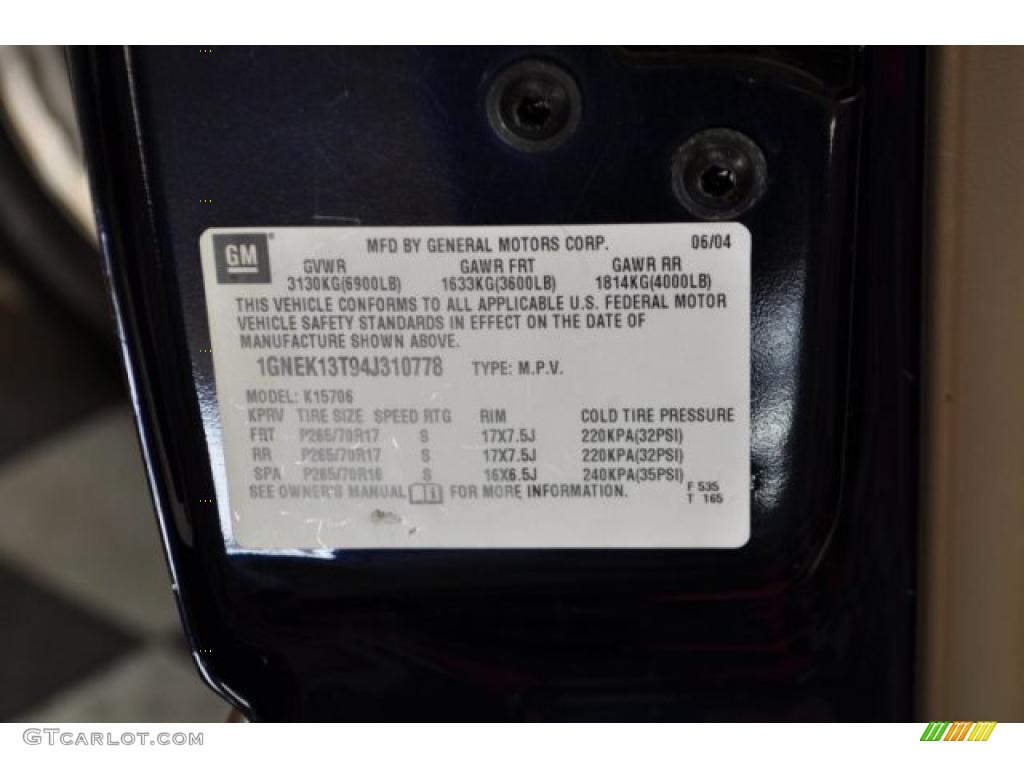 GM ® MFD BY GENERAL MOTORS CORP. 06/04
GVWR GAWR FRT GAWR RR
3130KG(6900LB) 1633KG(3600LB) 1814KG(4000LB)
THIS VEHICLE CONFORMS TO ALL APPLICABLE U.S. FEDERAL MOTOR
VEHICLE SAFETY STANDARDS IN EFFECT ON THE DATE OF
MANUFACTURE SHOWN ABOVE.
1GNEK13T94J310778 TYPE: M.P.V.
MODEL: K15706
KPRV TIRE SIZE SPEED RTG RIM COLD TIRE PRESSURE
FRT P265/70R17 S 17X7.5J 220KPA(32PSI)
RR P265/70R17 S 17X7.5J 220KPA(32PSI)
SPA P265/70R16 S 16X6.5J 240KPA(35PSI)
SEE OWNER'S MANUAL FOR MORE INFORMATION.
F 535
T 165
GTcarlot.com